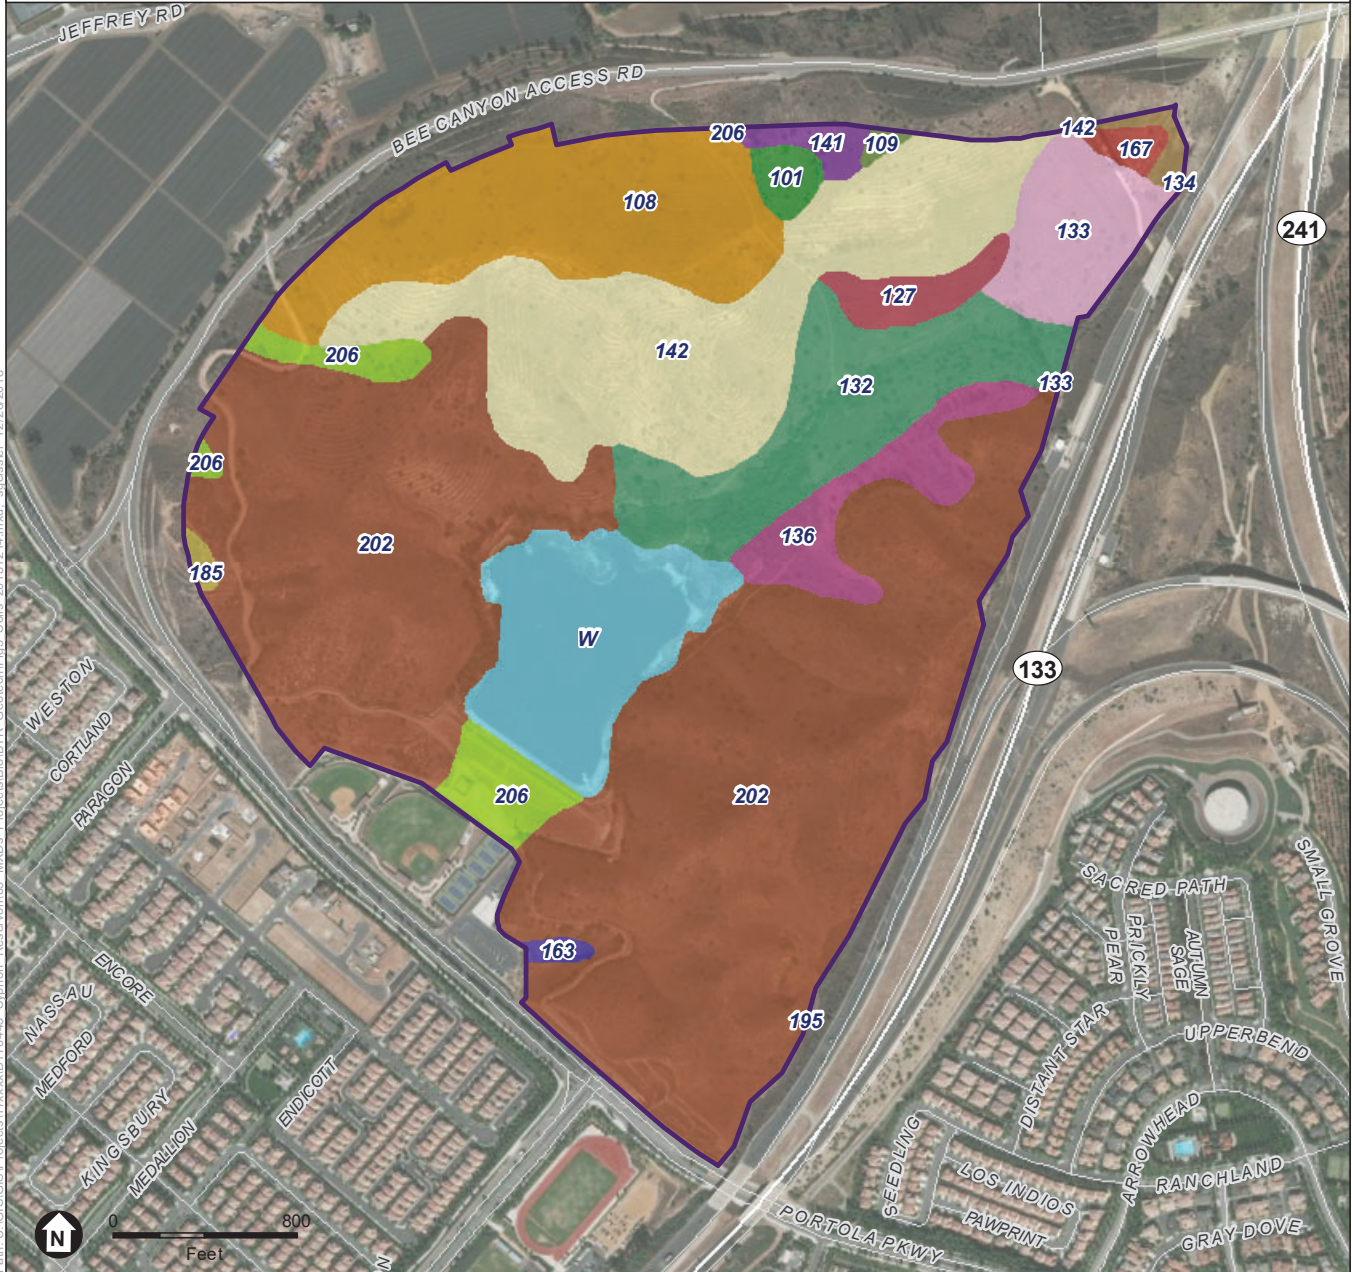 JEFFREY RD
BEE CANYON ACCESS RD
206
141
109
142
167
101
134
108
133
241
127
206
142
132
133
206
202
136
185
W
133
WESTON
CORTLAND
PARAGON
206
202
SACRED PATH
SMALL GROVE
PRICKLY
PEAR
AUTUMN
SAGE
163
ENCORE
NASSAU
MEDFORD
195
DISTANT STAR
UPPERBEND
ENDICOTT
KINGSBURY
MEDALLION
ARROWHEAD
SEEDLING
LOS INDIOS
RANCHLAND
PAWPRINT
GRAY DOVE
PORTOLA PKWY
N
0 800
Feet
N